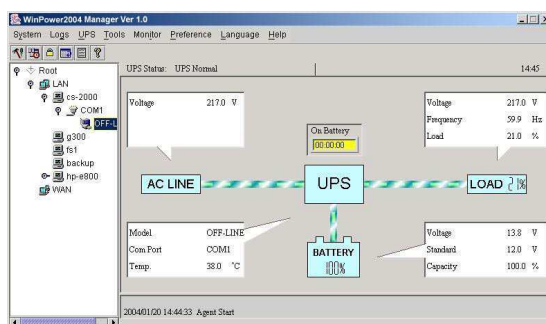 WinPower2004 Manager Ver 1.0
System Logs UPS Tools Monitor Preference Language Help
Root
LAN
cs-2000
COM1
OFF-L
g300
fs1
backup
hp-e800
WAN
UPS Status: UPS Normal 14:45
Voltage 217.0 V
On Battery
00:00:00
Voltage 217.0 V
Frequency 59.9 Hz
Load 21.0 %
AC LINE
UPS
LOAD 21%
Model OFF-LINE
Com Port COM1
Temp. 38.0 °C
BATTERY
100%
Voltage 13.8 V
Standard 12.0 V
Capacity 100.0 %
2004/01/20 14:44:33 Agent Start